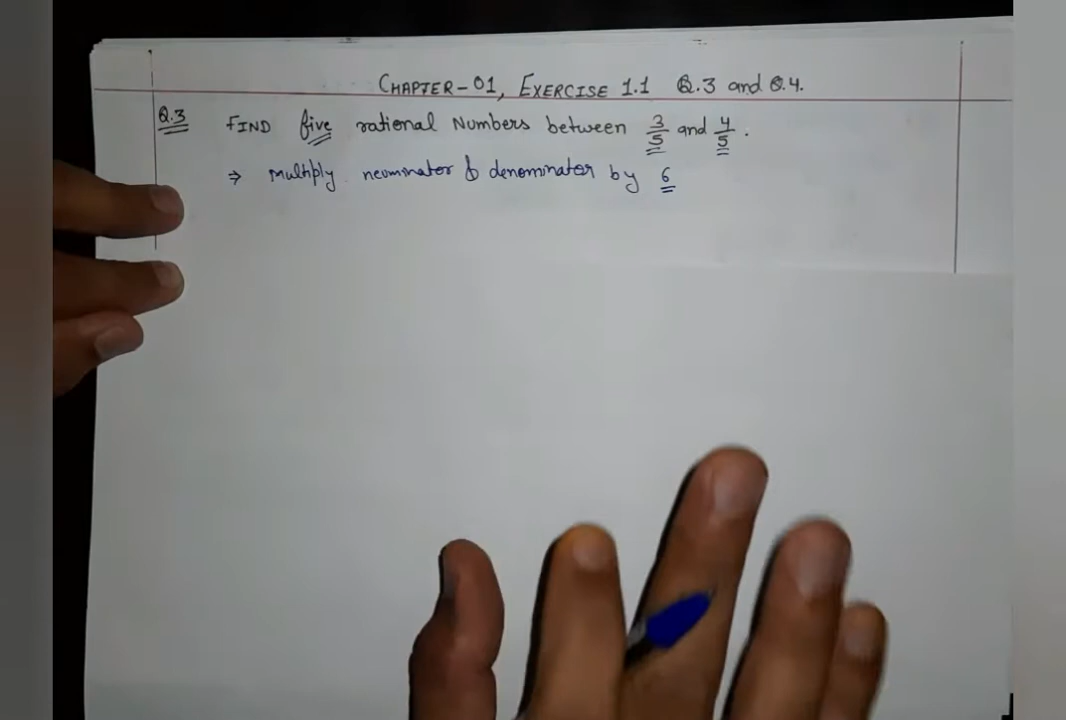 CHAPTER-01, EXERCISE 1.1 Q.3 and Q.4.
Q.3 FIND five rational Numbers between 3/5 and 4/5.
⇒ Multiply neuminator & denominator by 6